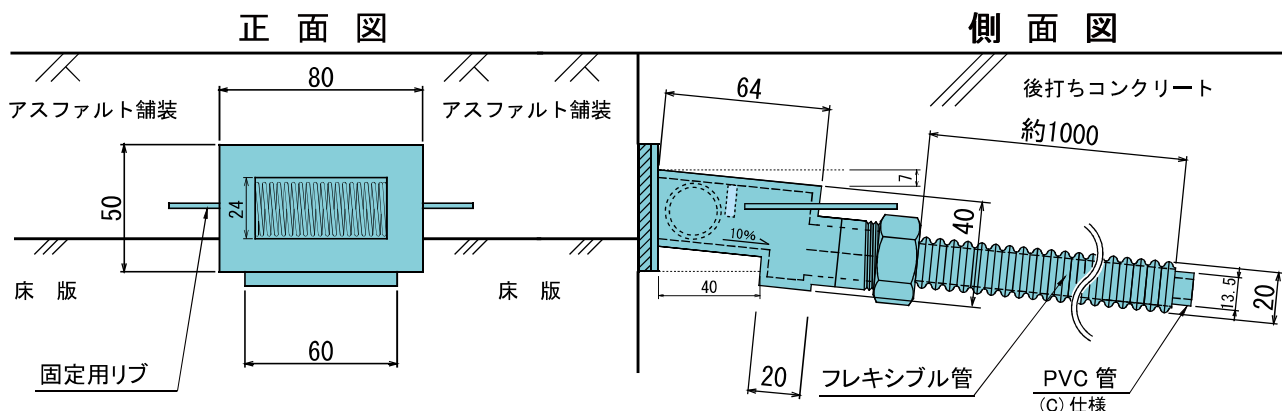 正面図
側面図
アスファルト舗装
80
アスファルト舗装
50
24
床版
床版
60
固定用リブ
後打ちコンクリート
64
約1000
7
40
10%
40
20
フレキシブル管
13.5
20
PVC 管
(C) 仕様